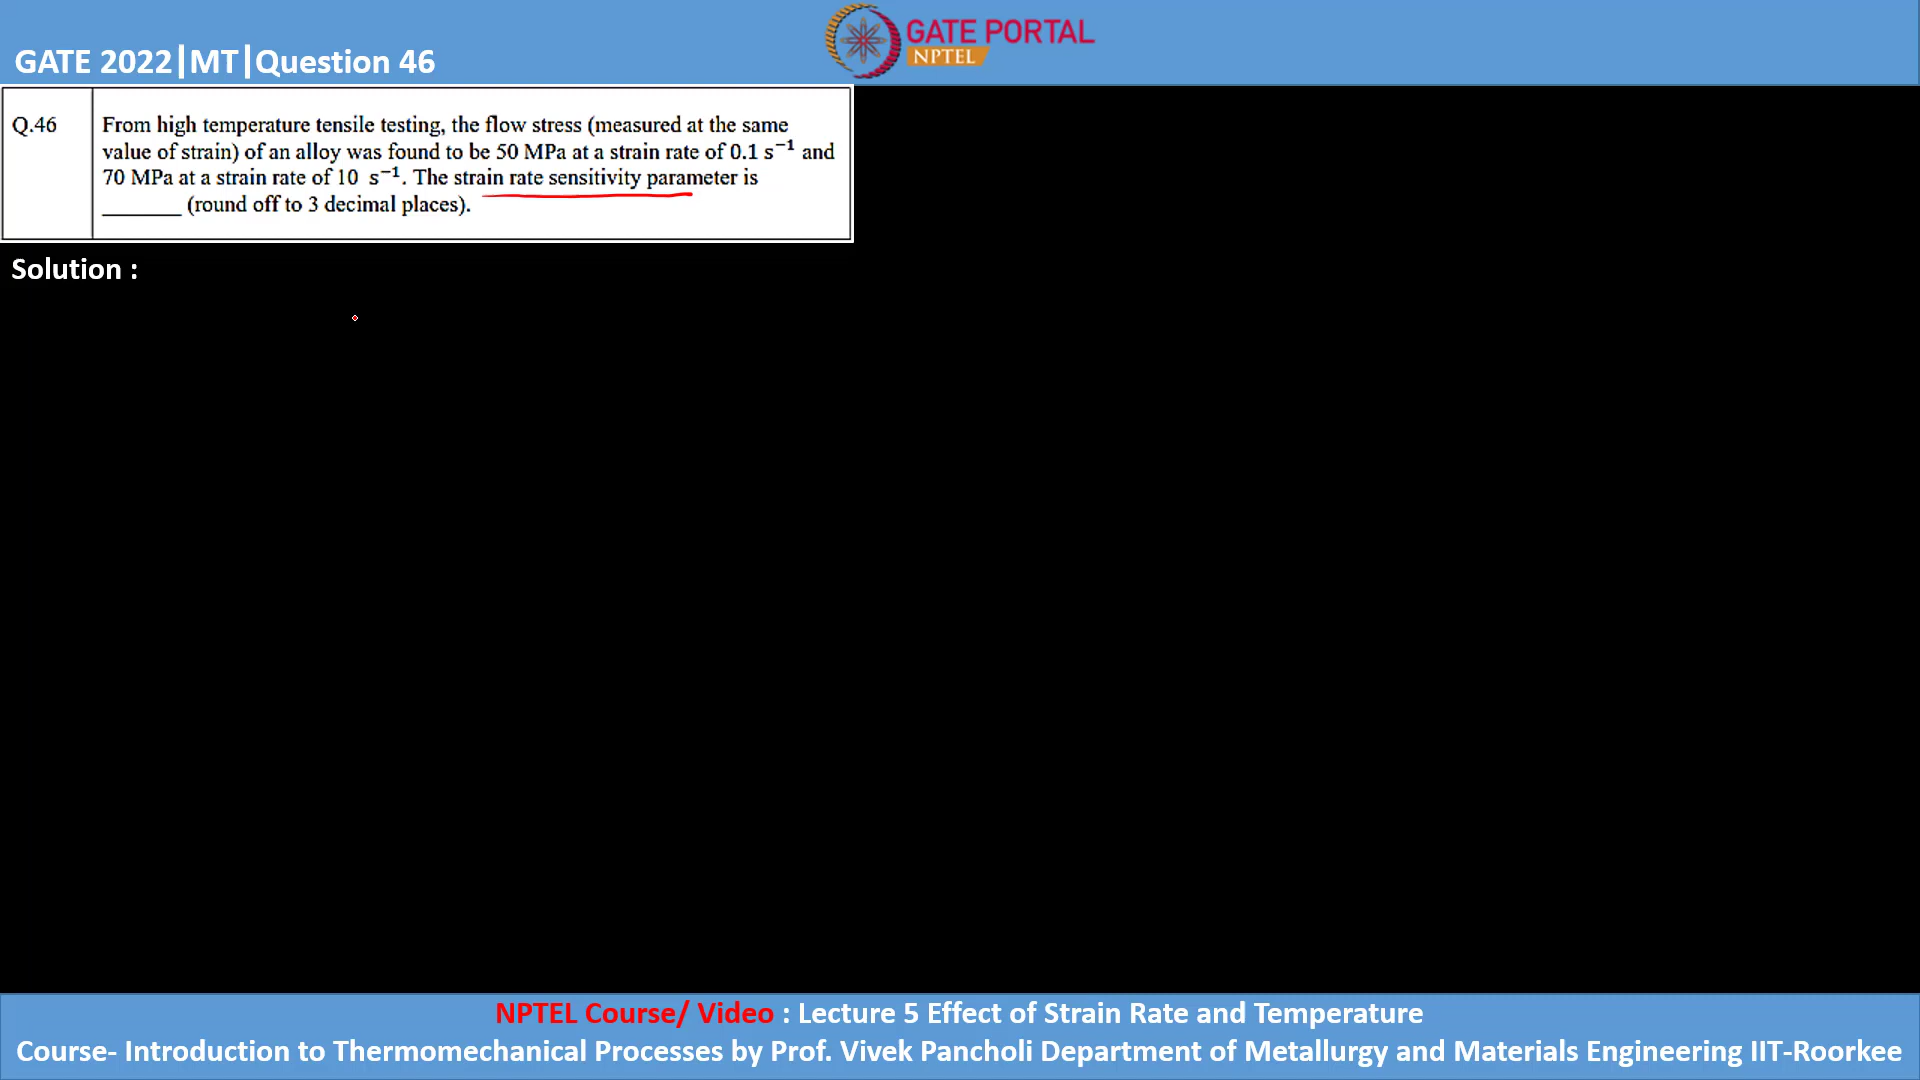 GATE PORTAL
NPTEL
GATE 2022|MT|Question 46
Q.46
From high temperature tensile testing, the flow stress (measured at the same
value of strain) of an alloy was found to be 50 MPa at a strain rate of 0.1 s⁻¹ and
70 MPa at a strain rate of 10 s⁻¹. The strain rate sensitivity parameter is
_______ (round off to 3 decimal places).
Solution :
NPTEL Course/ Video : Lecture 5 Effect of Strain Rate and Temperature
Course- Introduction to Thermomechanical Processes by Prof. Vivek Pancholi Department of Metallurgy and Materials Engineering IIT-Roorkee